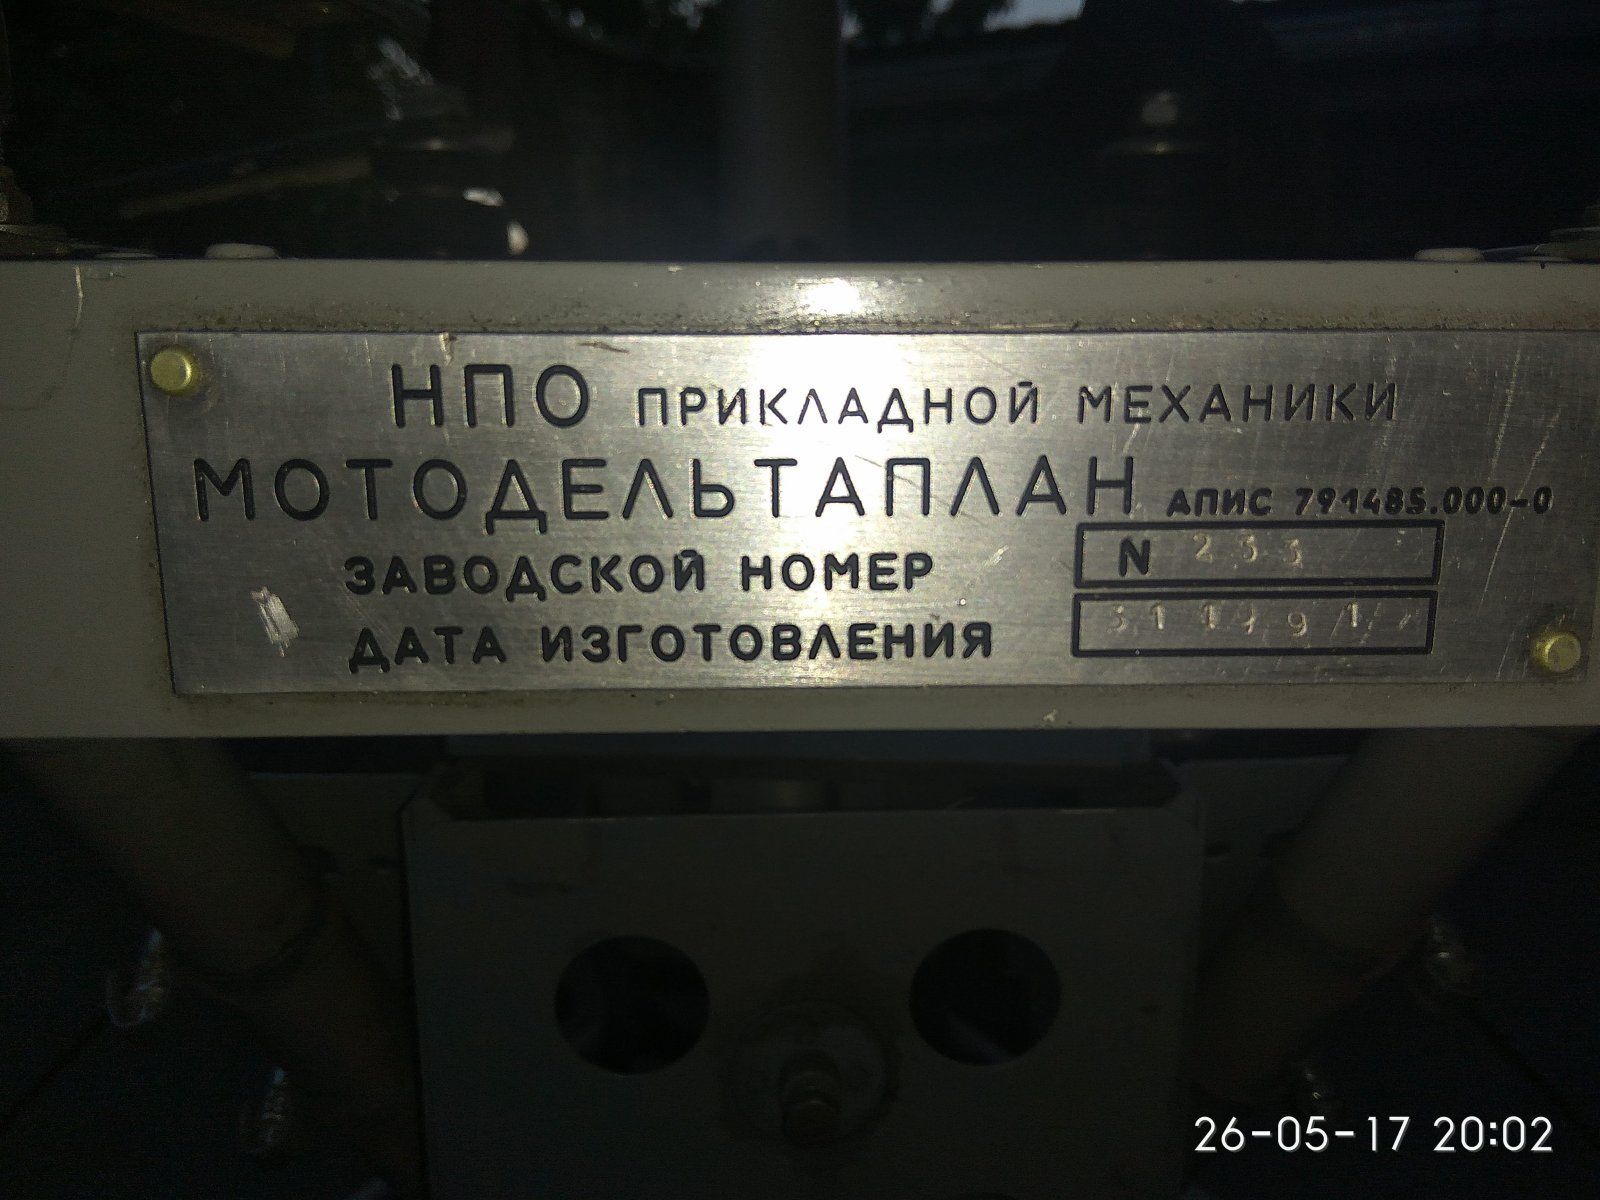 НПО ПРИКЛАДНОЙ МЕХАНИКИ
МОТОДЕЛЬТАПЛАН АПИС 791485.000-0
ЗАВОДСКОЙ НОМЕР N 233
ДАТА ИЗГОТОВЛЕНИЯ
26-05-17 20:02